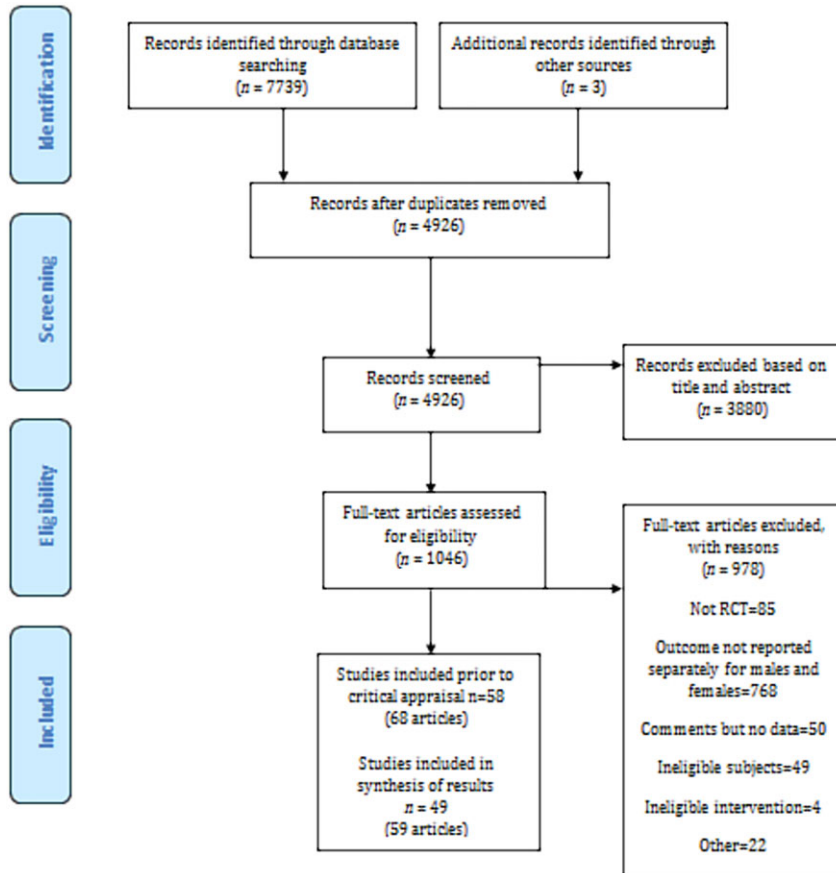 Identification
Records identified through database
searching
(n = 7739)
Additional records identified through
other sources
(n = 3)
Records after duplicates removed
(n = 4926)
Screening
Records screened
(n = 4926)
Records excluded based on
title and abstract
(n = 3880)
Eligibility
Full-text articles assessed
for eligibility
(n = 1046)
Full-text articles excluded,
with reasons
(n = 978)
Not RCT=85
Outcome not reported
separately for males and
females=768
Comments but no data=50
Ineligible subjects=49
Ineligible intervention=4
Other=22
Included
Studies included prior to
critical appraisal n=58
(68 articles)
Studies included in
synthesis of results
n = 49
(59 articles)